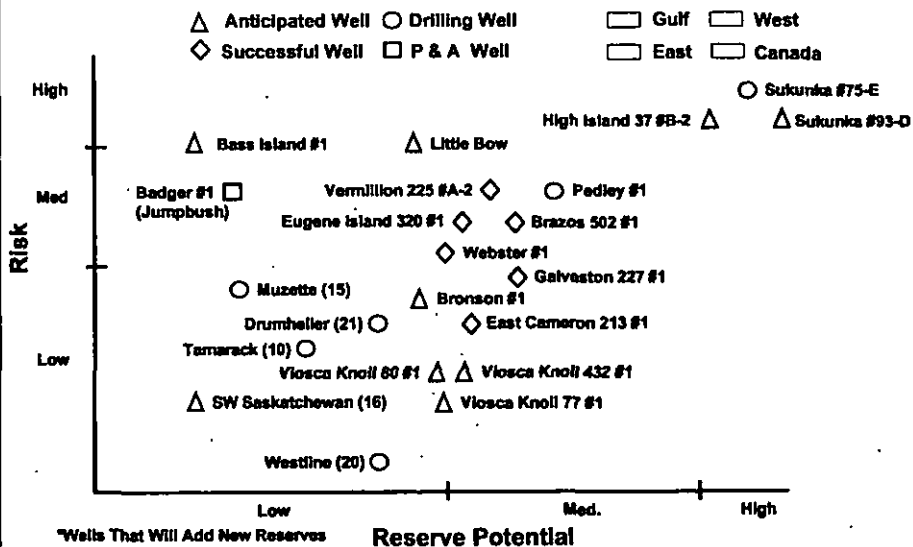 Anticipated Well Drilling Well Gulf West
Successful Well P & A Well East Canada
High
Sukunka #75-E
High Island 37 #B-2 Sukunka #93-D
Bass Island #1 Little Bow
Med
Badger #1
(Jumpbush)
Vermillion 225 #A-2 Pedley #1
Eugene Island 320 #1 Brazos 502 #1
Webster #1
Risk
Galveston 227 #1
Muzette (15) Bronson #1
Drumheller (21) East Cameron 213 #1
Tamarack (10)
Low
Viosca Knoll 80 #1 Viosca Knoll 432 #1
SW Saskatchewan (16) Viosca Knoll 77 #1
Westline (20)
Low Med. High
*Wells That Will Add New Reserves Reserve Potential